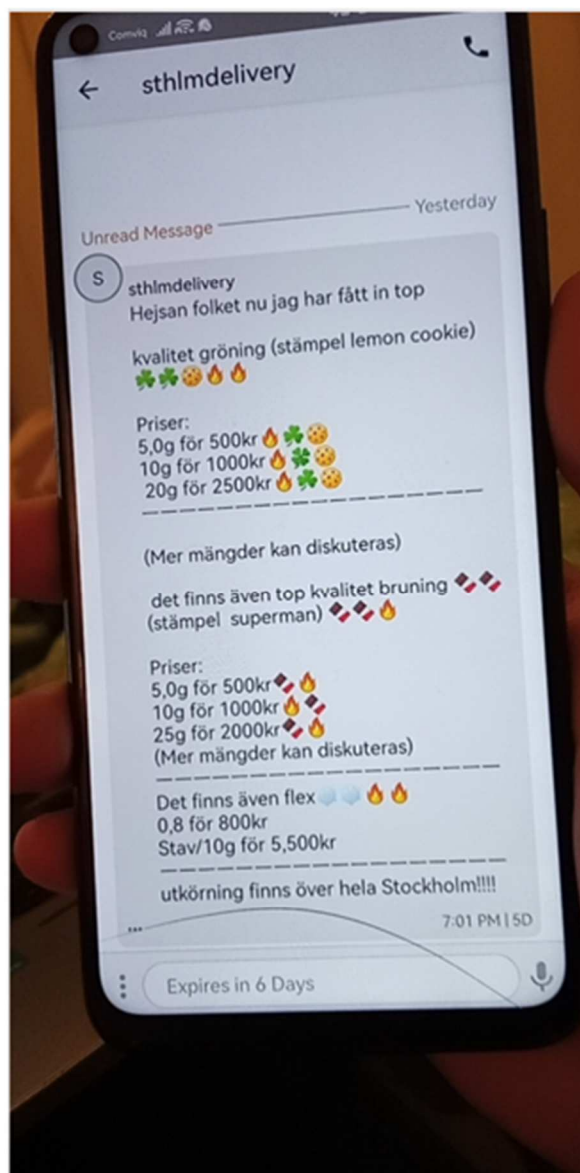 Comviq
sthlmdelivery
Yesterday
Unread Message
S
sthlmdelivery
Hejsan folket nu jag har fått in top
kvalitet gröning (stämpel lemon cookie)
☘️☘️🍪🔥🔥
Priser:
5,0g för 500kr🔥☘️🍪
10g för 1000kr🔥☘️🍪
20g för 2500kr🔥☘️🍪
————————————————
(Mer mängder kan diskuteras)
det finns även top kvalitet bruning 🍫🍫
(stämpel superman) 🍫🍫🔥
Priser:
5,0g för 500kr🍫🔥
10g för 1000kr🔥🍫
25g för 2000kr🍫🔥
(Mer mängder kan diskuteras)
————————————————
Det finns även flex❄️❄️🔥🔥
0,8 för 800kr
Stav/10g för 5,500kr
————————————————
utkörning finns över hela Stockholm!!!!
7:01 PM | 5D
Expires in 6 Days